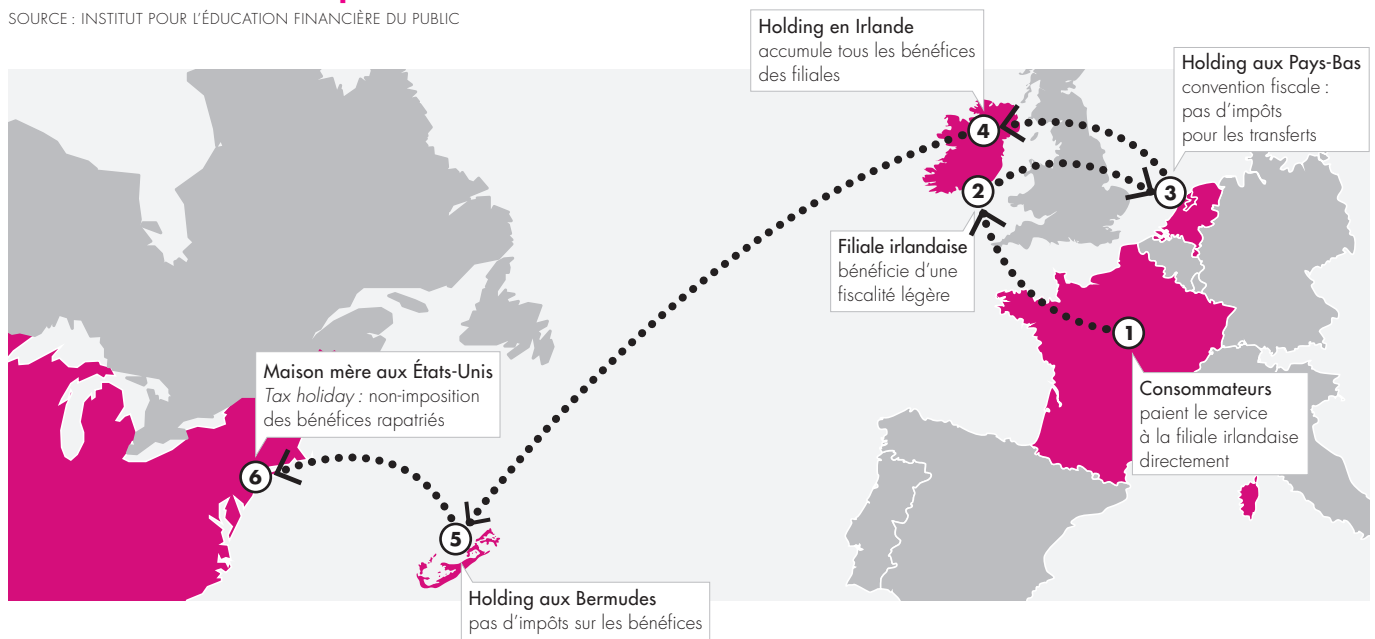 SOURCE : INSTITUT POUR L'ÉDUCATION FINANCIÈRE DU PUBLIC
Holding en Irlande
accumule tous les bénéfices
des filiales
Holding aux Pays-Bas
convention fiscale :
pas d'impôts
pour les transferts
4
2
3
Filiale irlandaise
bénéficie d'une
fiscalité légère
1
Maison mère aux États-Unis
Tax holiday : non-imposition
des bénéfices rapatriés
Consommateurs
paient le service
à la filiale irlandaise
directement
6
5
Holding aux Bermudes
pas d'impôts sur les bénéfices